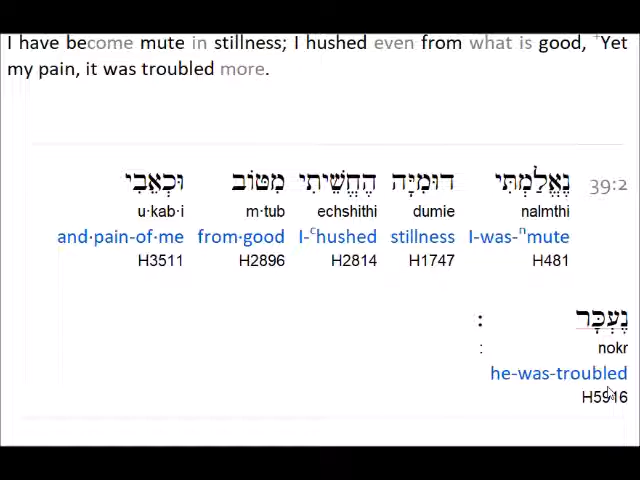 I have become mute in stillness; I hushed even from what is good, +Yet
my pain, it was troubled more.
39:2 נֶאֱלַמְתִּי דוּמִיָּה הֶחֱשֵׁיתִי מִטּוֹב וּכְאֵבִי
u·kab·i m·tub echshithi dumie nalmthi
and·pain-of·me from·good I-chushed stillness I-was-nmute
H3511 H2896 H2814 H1747 H481
נֶעְכָּר :
: nokr
he-was-troubled
H5916